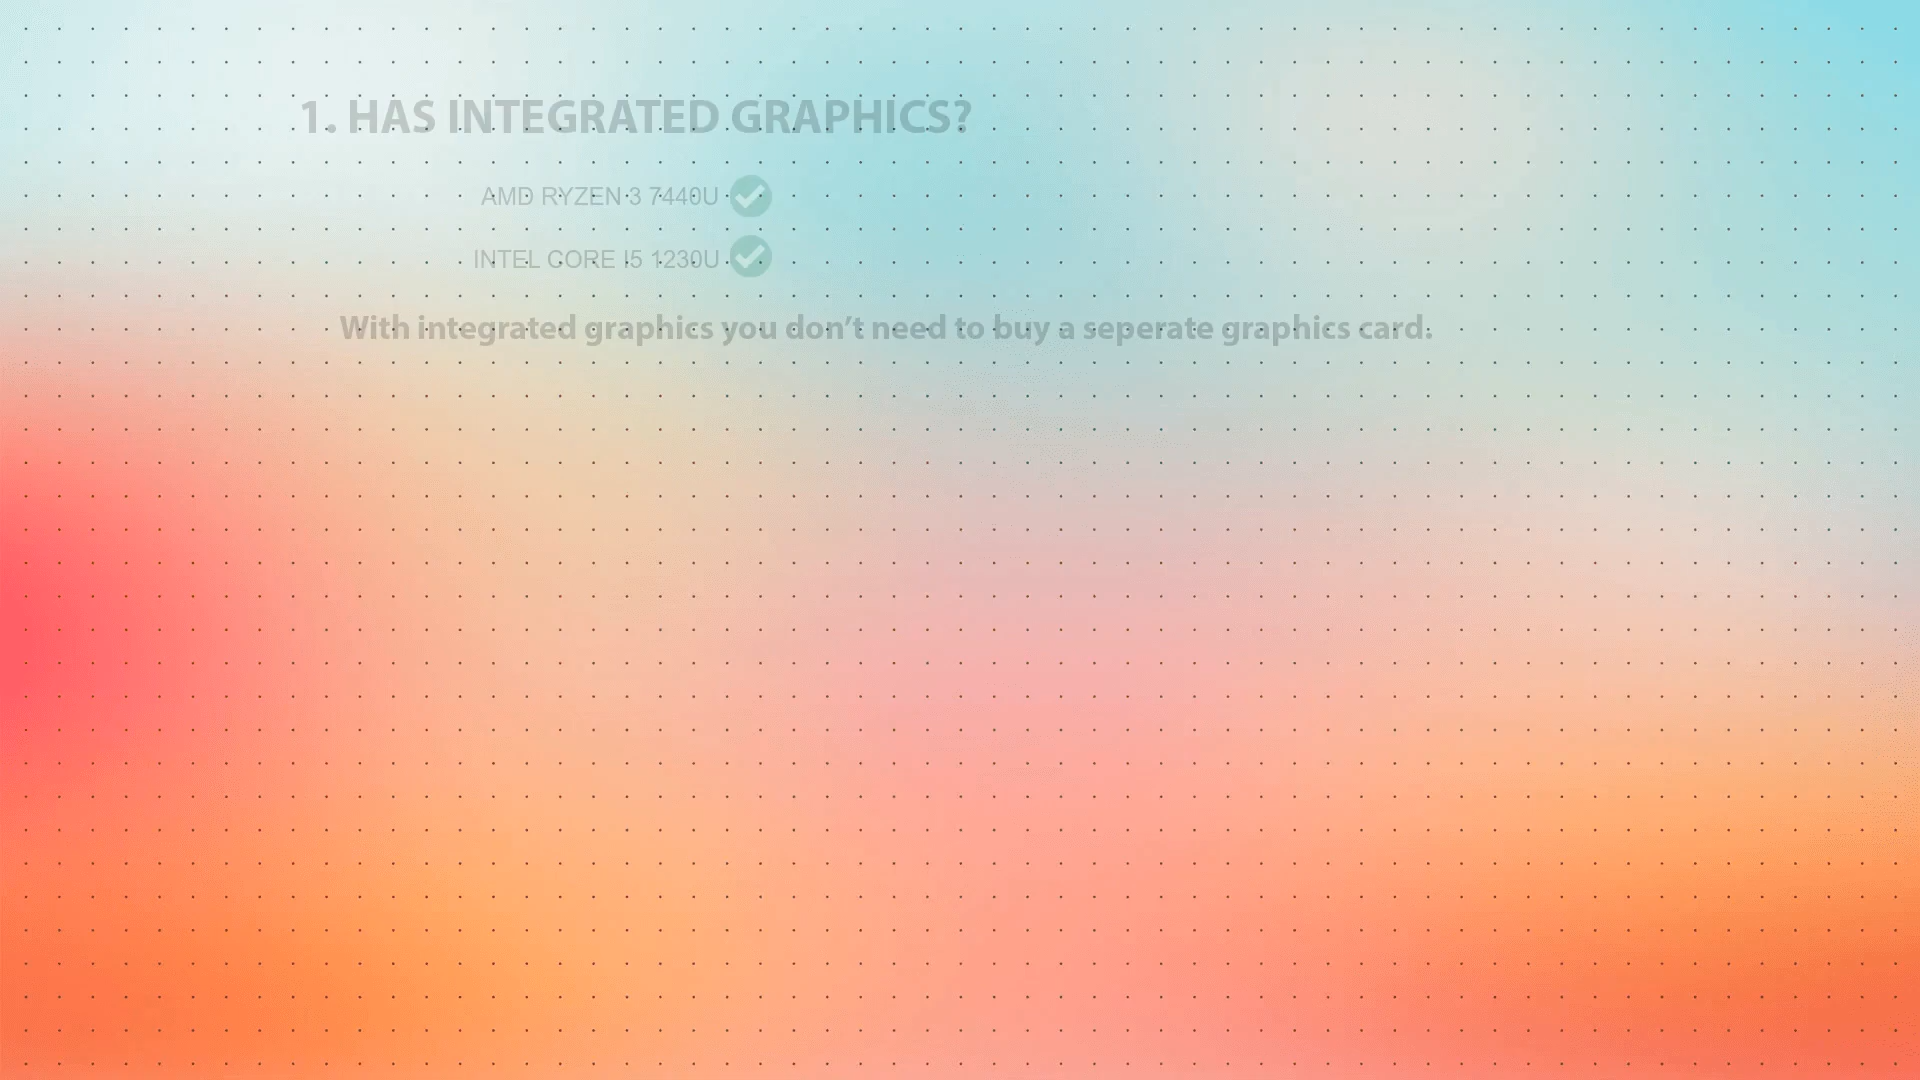 1. HAS INTEGRATED GRAPHICS?
AMD RYZEN 3 7440U
INTEL CORE I5 1230U
With integrated graphics you don’t need to buy a seperate graphics card.